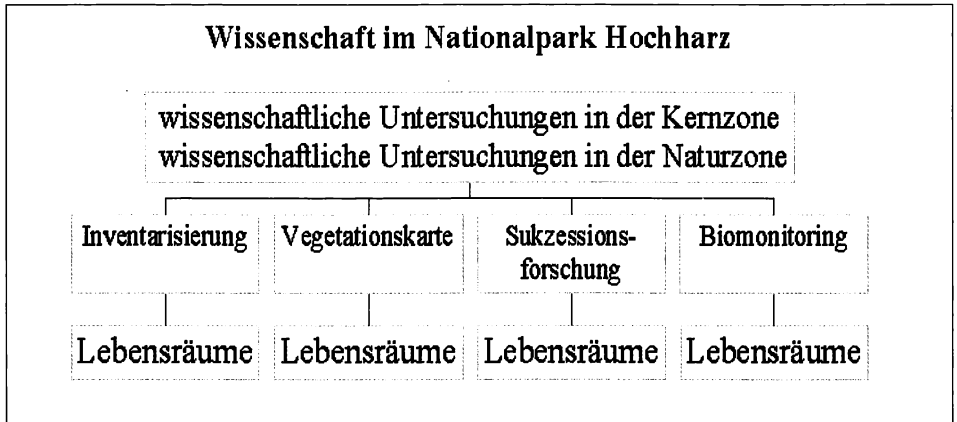 Wissenschaft im Nationalpark Hochharz
wissenschaftliche Untersuchungen in der Kernzone
wissenschaftliche Untersuchungen in der Naturzone
Inventarisierung
Vegetationskarte
Sukzessions-
forschung
Biomonitoring
Lebensräume
Lebensräume
Lebensräume
Lebensräume